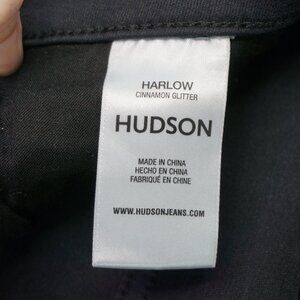 HARLOW
CINNAMON GLITTER
HUDSON
MADE IN CHINA
HECHO EN CHINA
FABRIQUÉ EN CHINE
WWW.HUDSONJEANS.COM